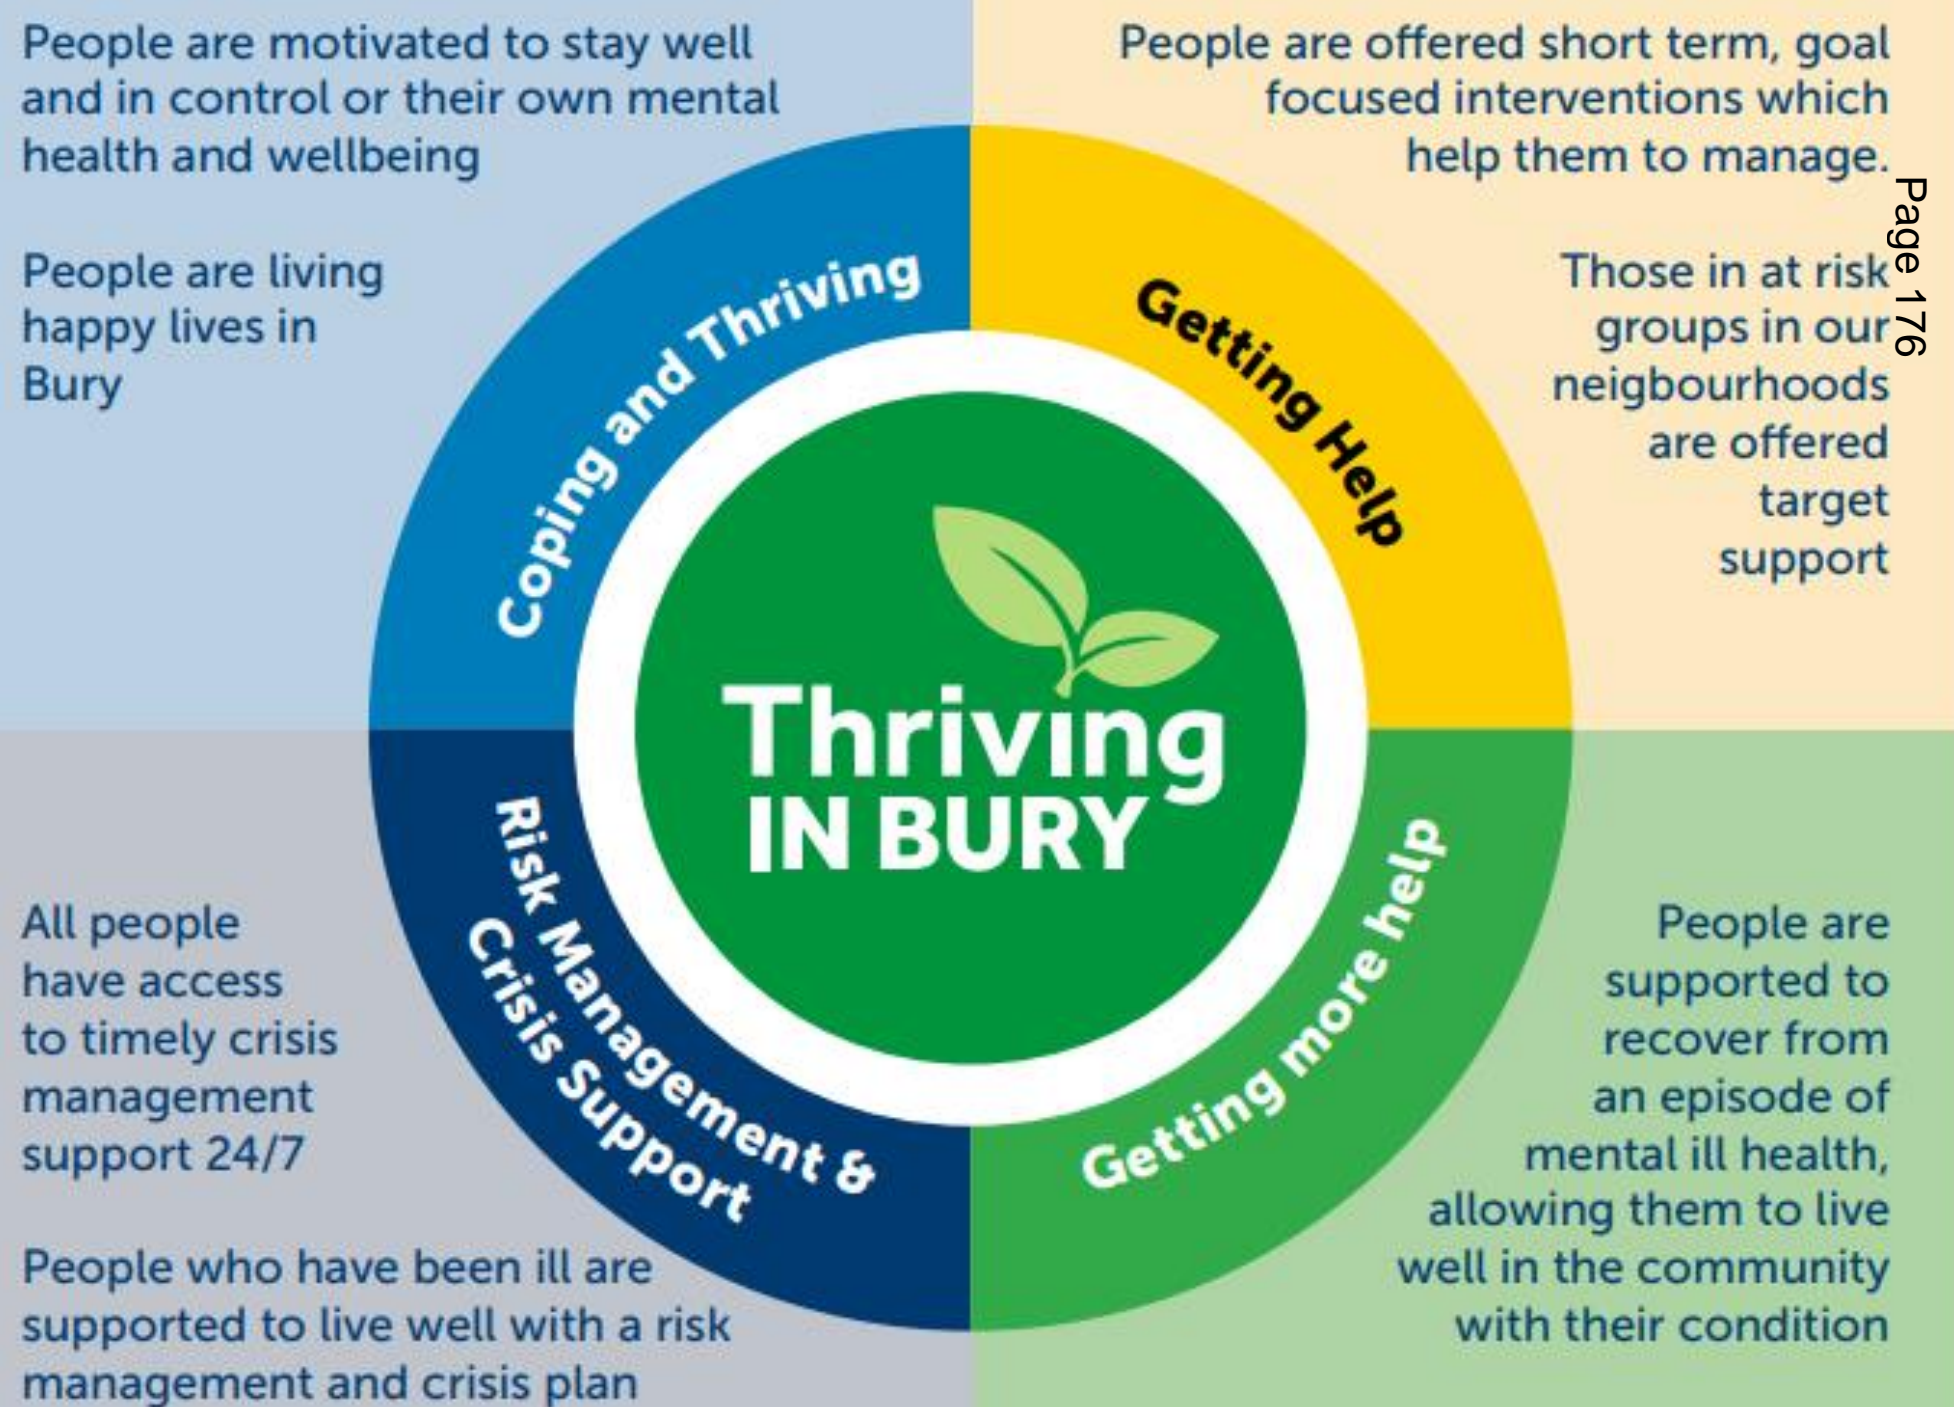 People are motivated to stay well
and in control or their own mental
health and wellbeing
People are living
happy lives in
Bury
People are offered short term, goal
focused interventions which
help them to manage.
Those in at risk
groups in our
neigbourhoods
are offered
target
support
Page 176
Coping and Thriving
Getting Help
Thriving
IN BURY
Risk Management &
Crisis Support
Getting more help
All people
have access
to timely crisis
management
support 24/7
People who have been ill are
supported to live well with a risk
management and crisis plan
People are
supported to
recover from
an episode of
mental ill health,
allowing them to live
well in the community
with their condition